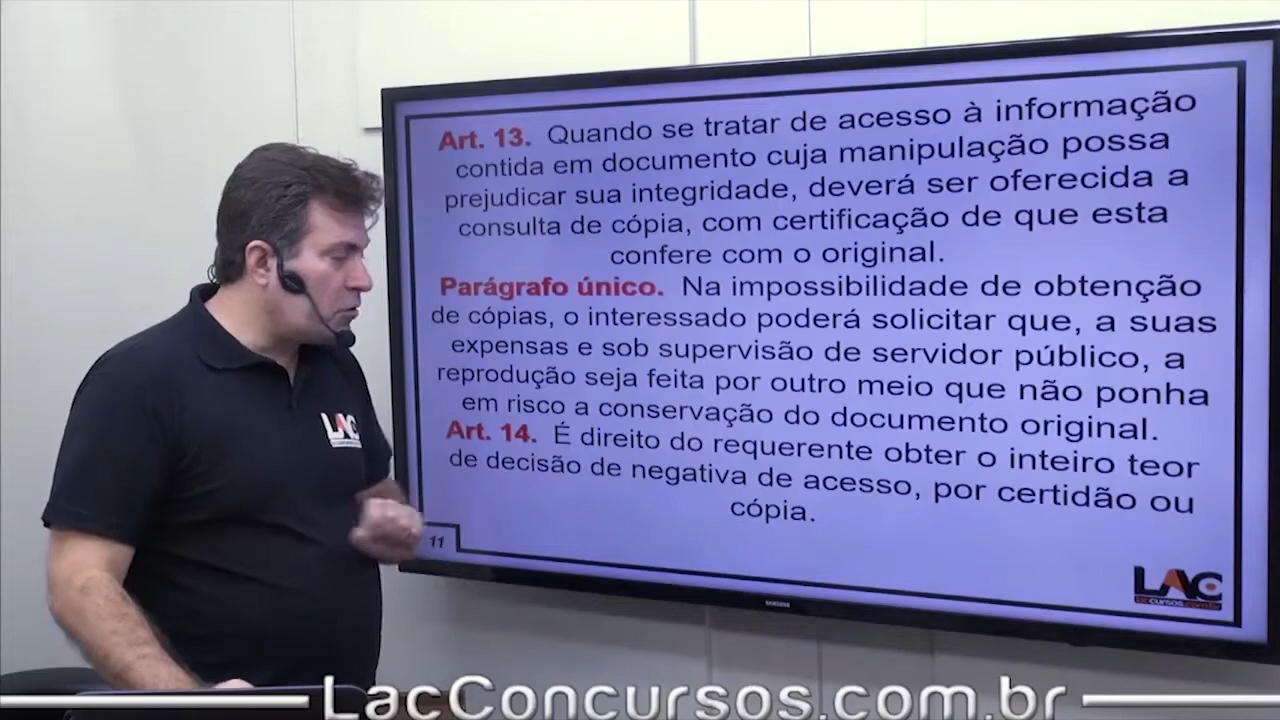 Art. 13. Quando se tratar de acesso à informação
contida em documento cuja manipulação possa
prejudicar sua integridade, deverá ser oferecida a
consulta de cópia, com certificação de que esta
confere com o original.
Parágrafo único. Na impossibilidade de obtenção
de cópias, o interessado poderá solicitar que, a suas
expensas e sob supervisão de servidor público, a
reprodução seja feita por outro meio que não ponha
em risco a conservação do documento original.
Art. 14. É direito do requerente obter o inteiro teor
de decisão de negativa de acesso, por certidão ou
cópia.
11
LAC
LAC
SAMSUNG
LacConcursos.com.br